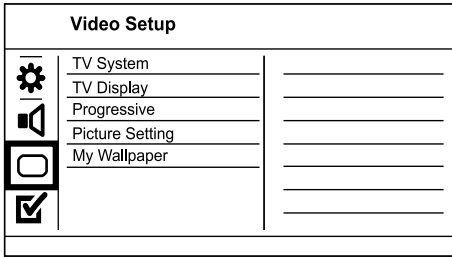 Video Setup
TV System
TV Display
Progressive
Picture Setting
My Wallpaper